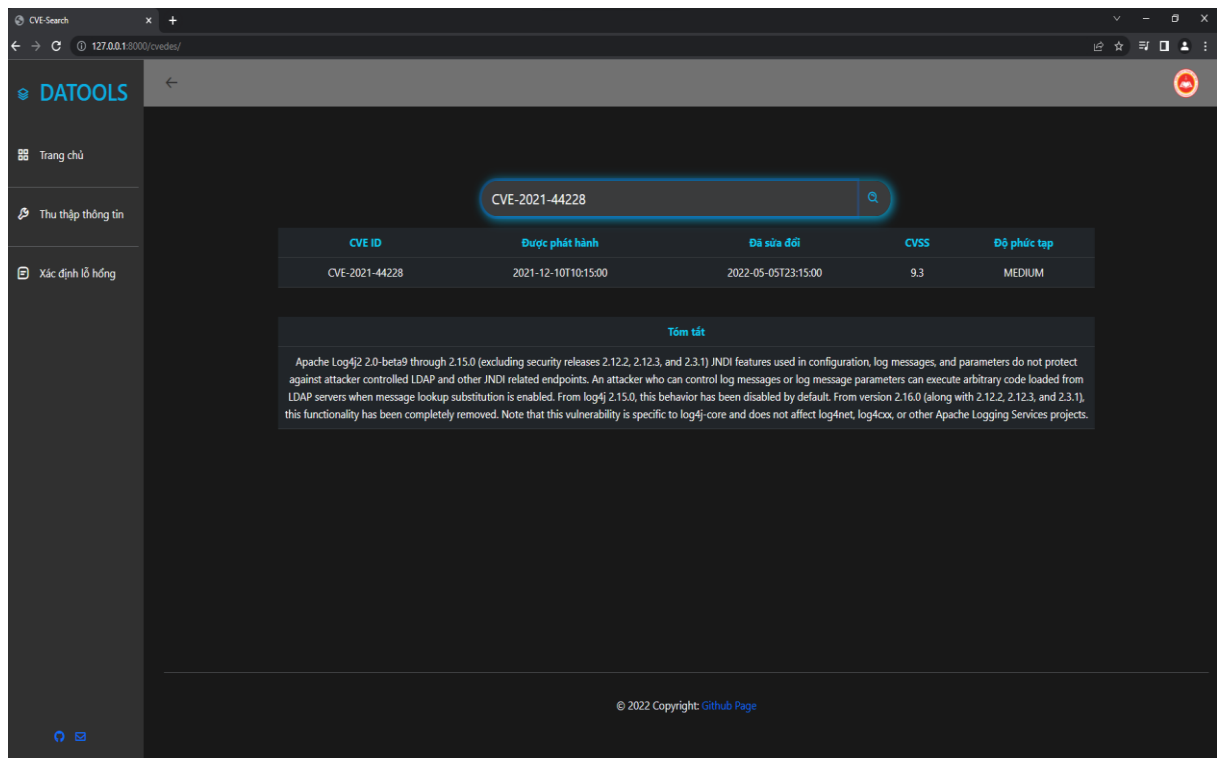 CVE-Search
127.0.0.1:8000/cvedes/
DATOOLS
Trang chủ
Thu thập thông tin
Xác định lỗ hổng
CVE-2021-44228
CVE ID Được phát hành Đã sửa đổi CVSS Độ phức tạp
CVE-2021-44228 2021-12-10T10:15:00 2022-05-05T23:15:00 9.3 MEDIUM
Tóm tắt
Apache Log4j2 2.0-beta9 through 2.15.0 (excluding security releases 2.12.2, 2.12.3, and 2.3.1) JNDI features used in configuration, log messages, and parameters do not protect
against attacker controlled LDAP and other JNDI related endpoints. An attacker who can control log messages or log message parameters can execute arbitrary code loaded from
LDAP servers when message lookup substitution is enabled. From log4j 2.15.0, this behavior has been disabled by default. From version 2.16.0 (along with 2.12.2, 2.12.3, and 2.3.1),
this functionality has been completely removed. Note that this vulnerability is specific to log4j-core and does not affect log4net, log4cxx, or other Apache Logging Services projects.
© 2022 Copyright: Github Page